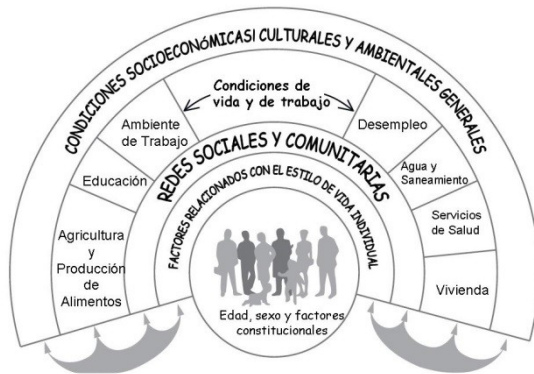 CONDICIONES SOCIOECONÓMICAS| CULTURALES Y AMBIENTALES GENERALES
Condiciones de
vida y de trabajo
Ambiente
de Trabajo
Desempleo
REDES SOCIALES Y COMUNITARIAS
Educación
Agua y
Saneamiento
FACTORES RELACIONADOS CON EL ESTILO DE VIDA INDIVIDUAL
Servicios
de Salud
Agricultura
y
Producción
de
Alimentos
Vivienda
Edad, sexo y factores
constitucionales